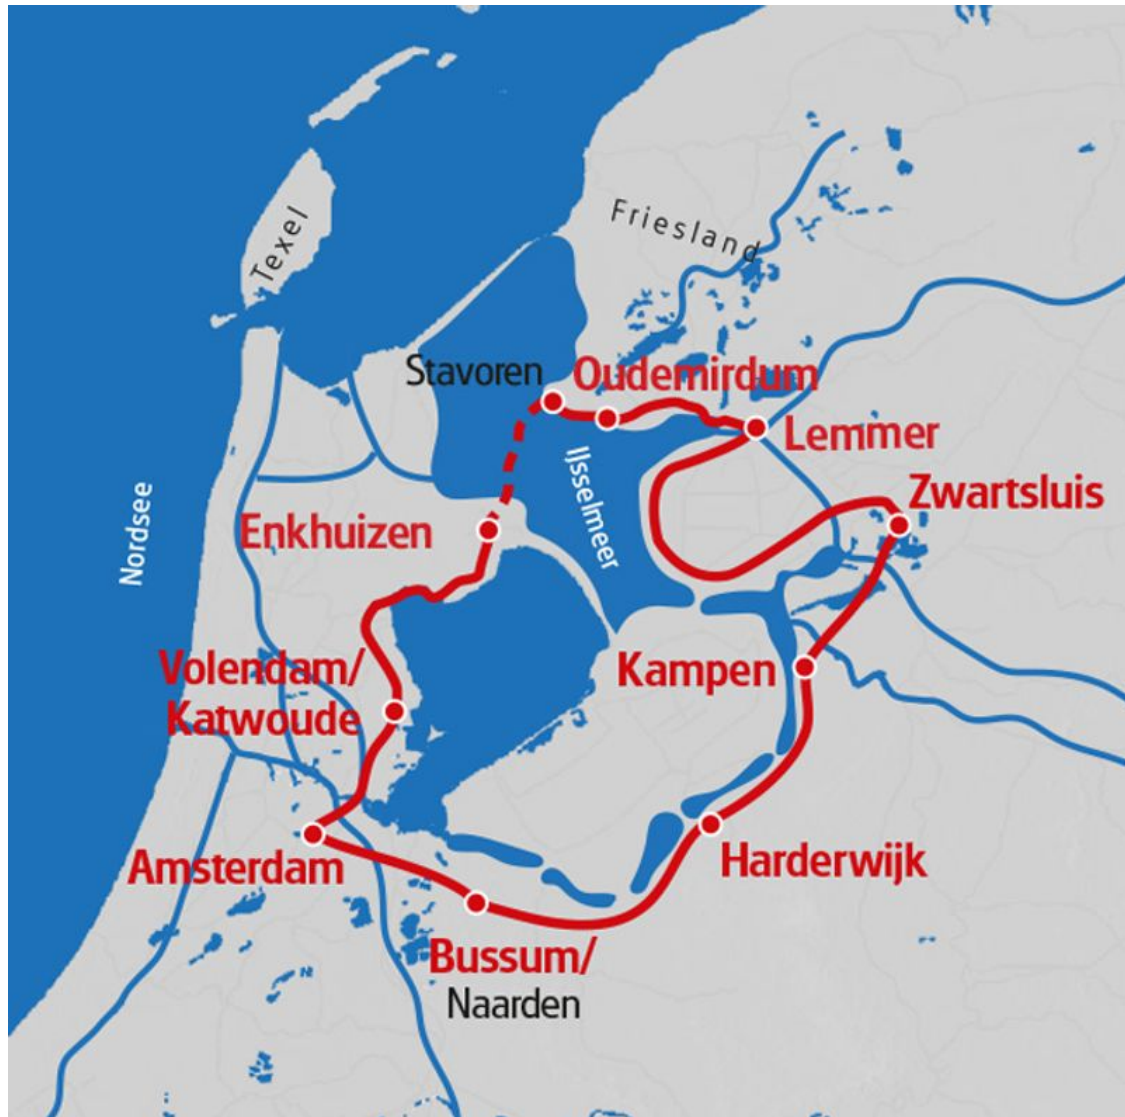 Texel
Friesland
Stavoren
Oudemirdum
Lemmer
Nordsee
IJsselmeer
Zwartsluis
Enkhuizen
Volendam/
Katwoude
Kampen
Amsterdam
Harderwijk
Bussum/
Naarden